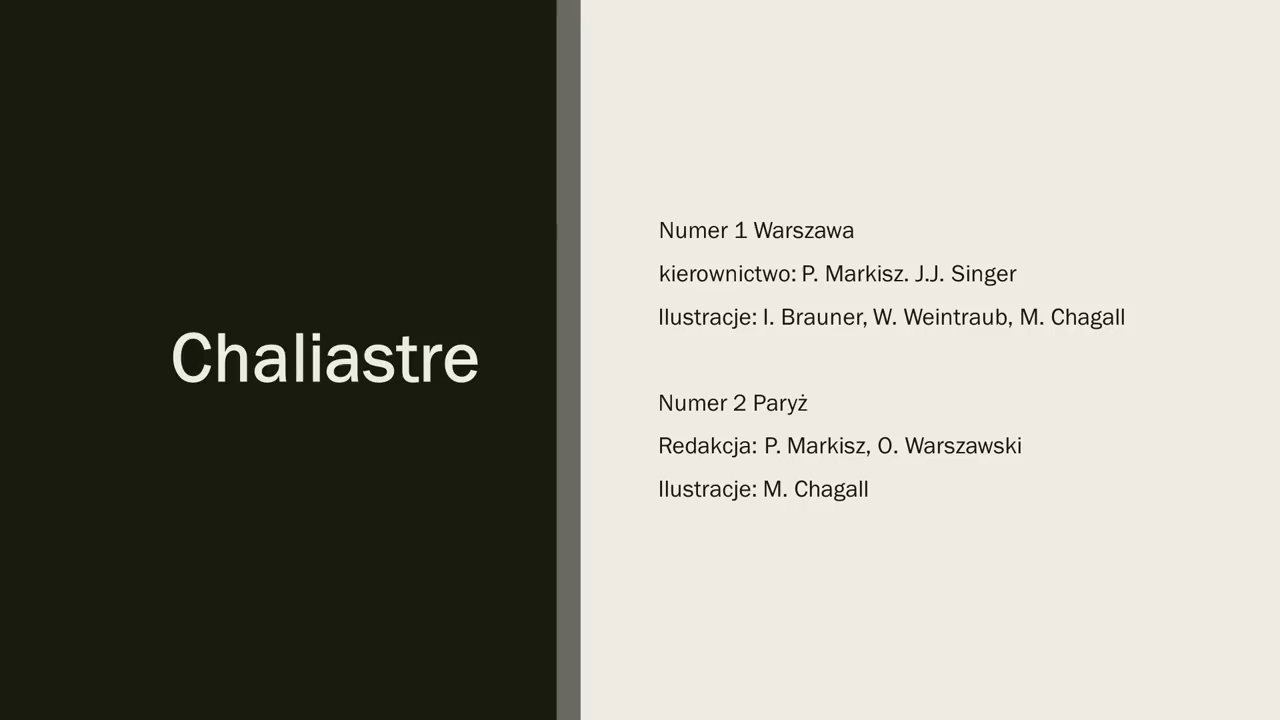 Chaliastre
Numer 1 Warszawa
kierownictwo: P. Markisz. J.J. Singer
Ilustracje: I. Brauner, W. Weintraub, M. Chagall
Numer 2 Paryż
Redakcja: P. Markisz, O. Warszawski
Ilustracje: M. Chagall